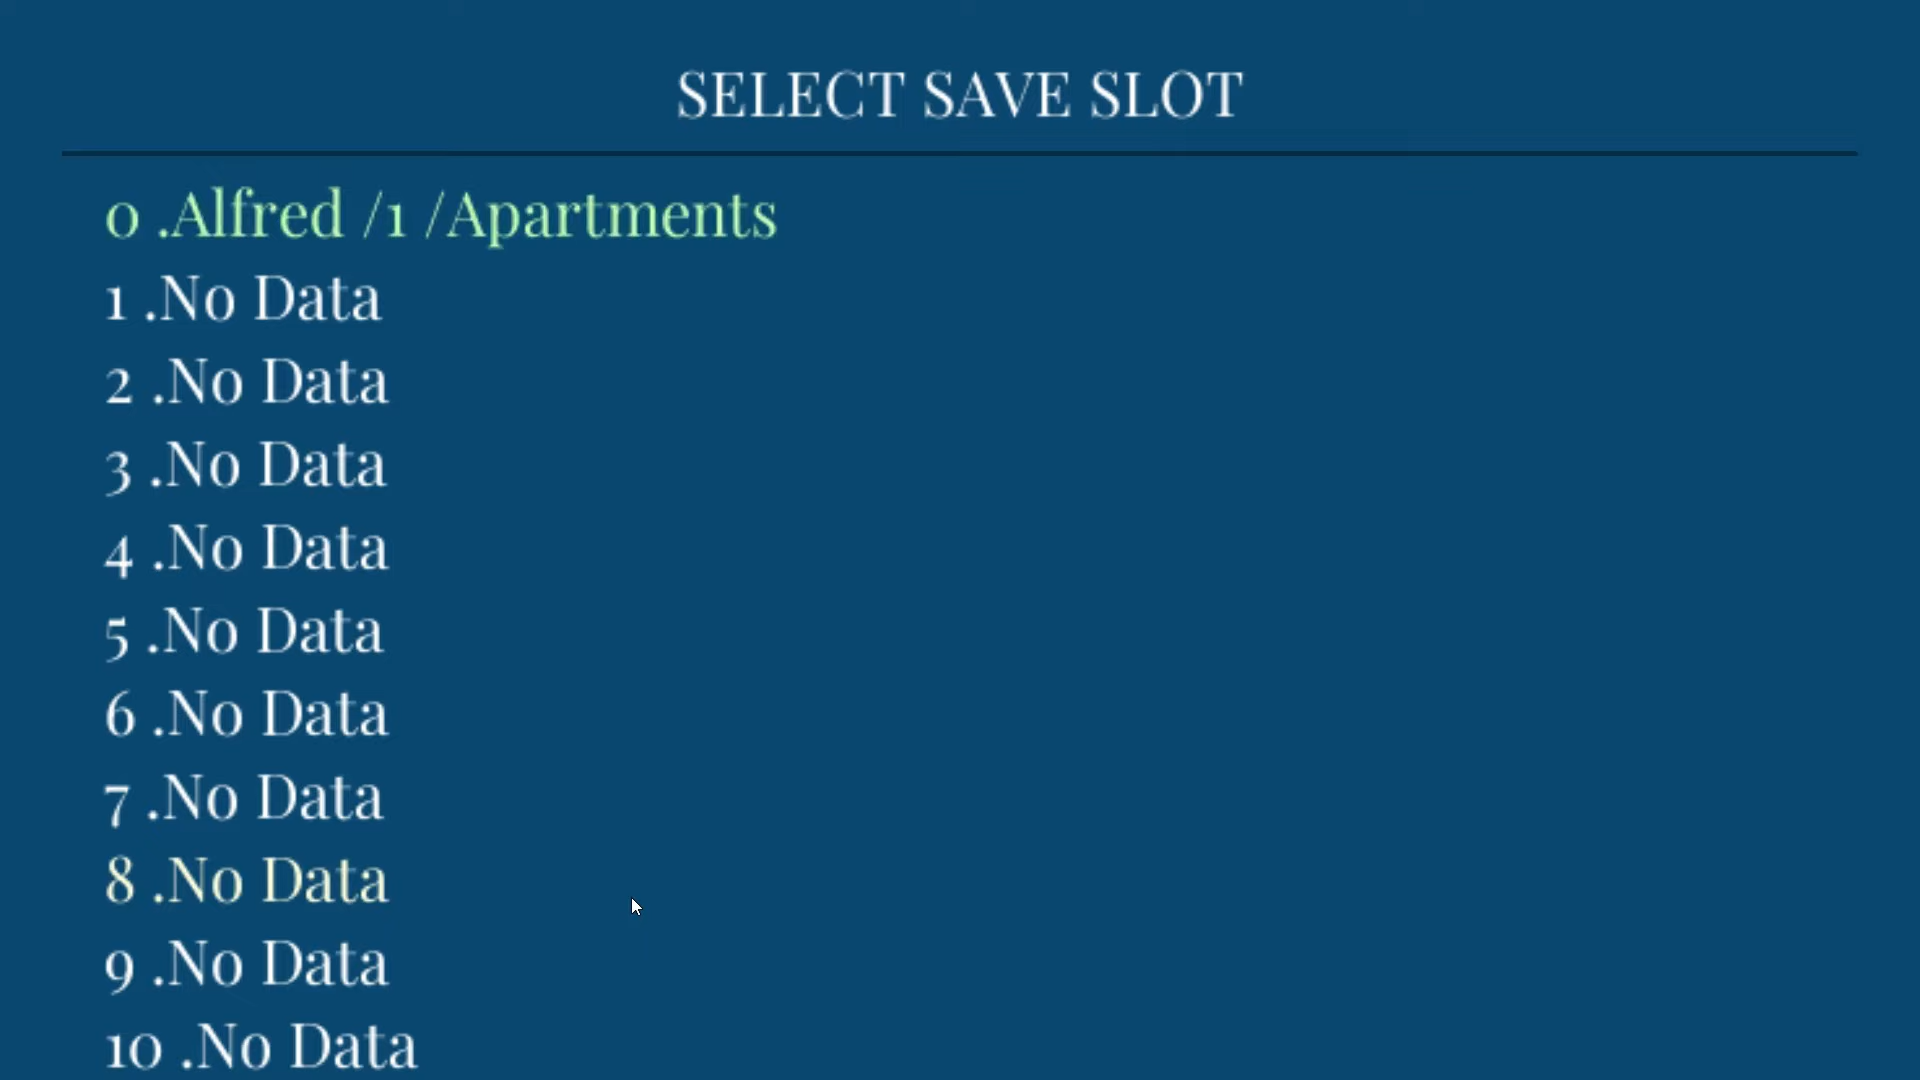 SELECT SAVE SLOT
0 .Alfred /1 /Apartments
1 .No Data
2 .No Data
3 .No Data
4 .No Data
5 .No Data
6 .No Data
7 .No Data
8 .No Data
9 .No Data
10 .No Data